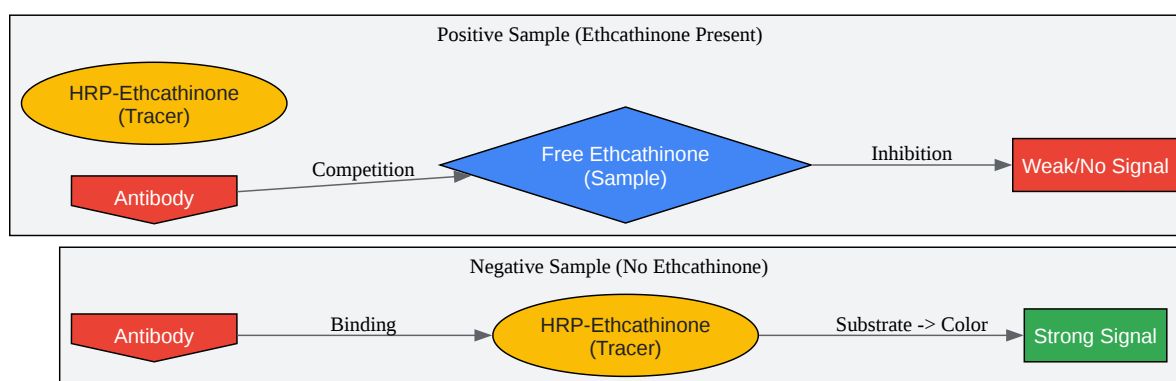 Positive Sample (Ethcathinone Present)
HRP-Ethcathinone
(Tracer)
Antibody
Competition
Free Ethcathinone
(Sample)
Inhibition
Weak/No Signal
Negative Sample (No Ethcathinone)
Antibody
Binding
HRP-Ethcathinone
(Tracer)
Substrate -> Color
Strong Signal